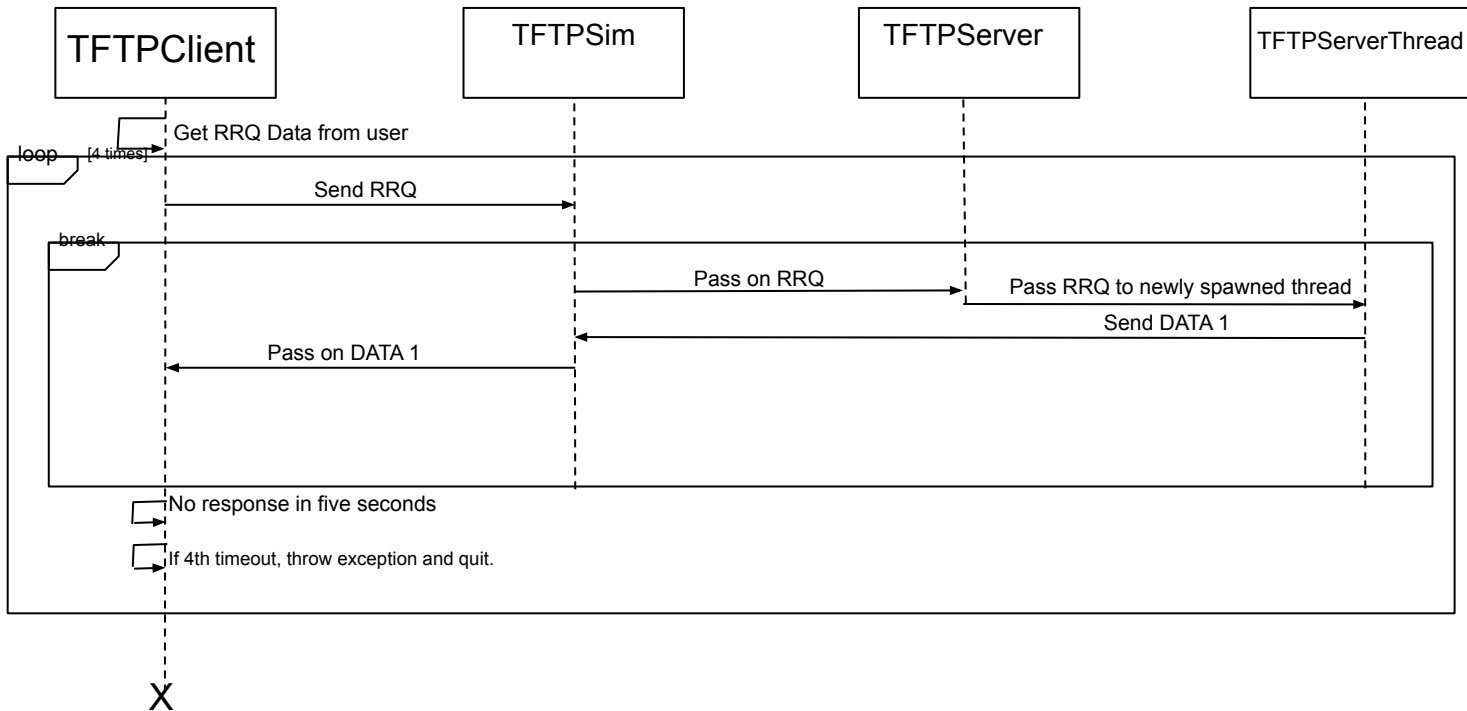 TFTPClient
TFTPSim
TFTPServer
TFTPServerThread
Get RRQ Data from user
loop
[4 times]
Send RRQ
break
Pass on RRQ
Pass RRQ to newly spawned thread
Send DATA 1
Pass on DATA 1
No response in five seconds
If 4th timeout, throw exception and quit.
X